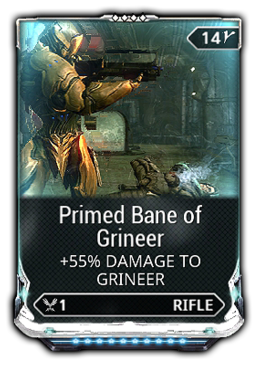 14
Primed Bane of
Grineer
+55% DAMAGE TO
GRINEER
1 RIFLE